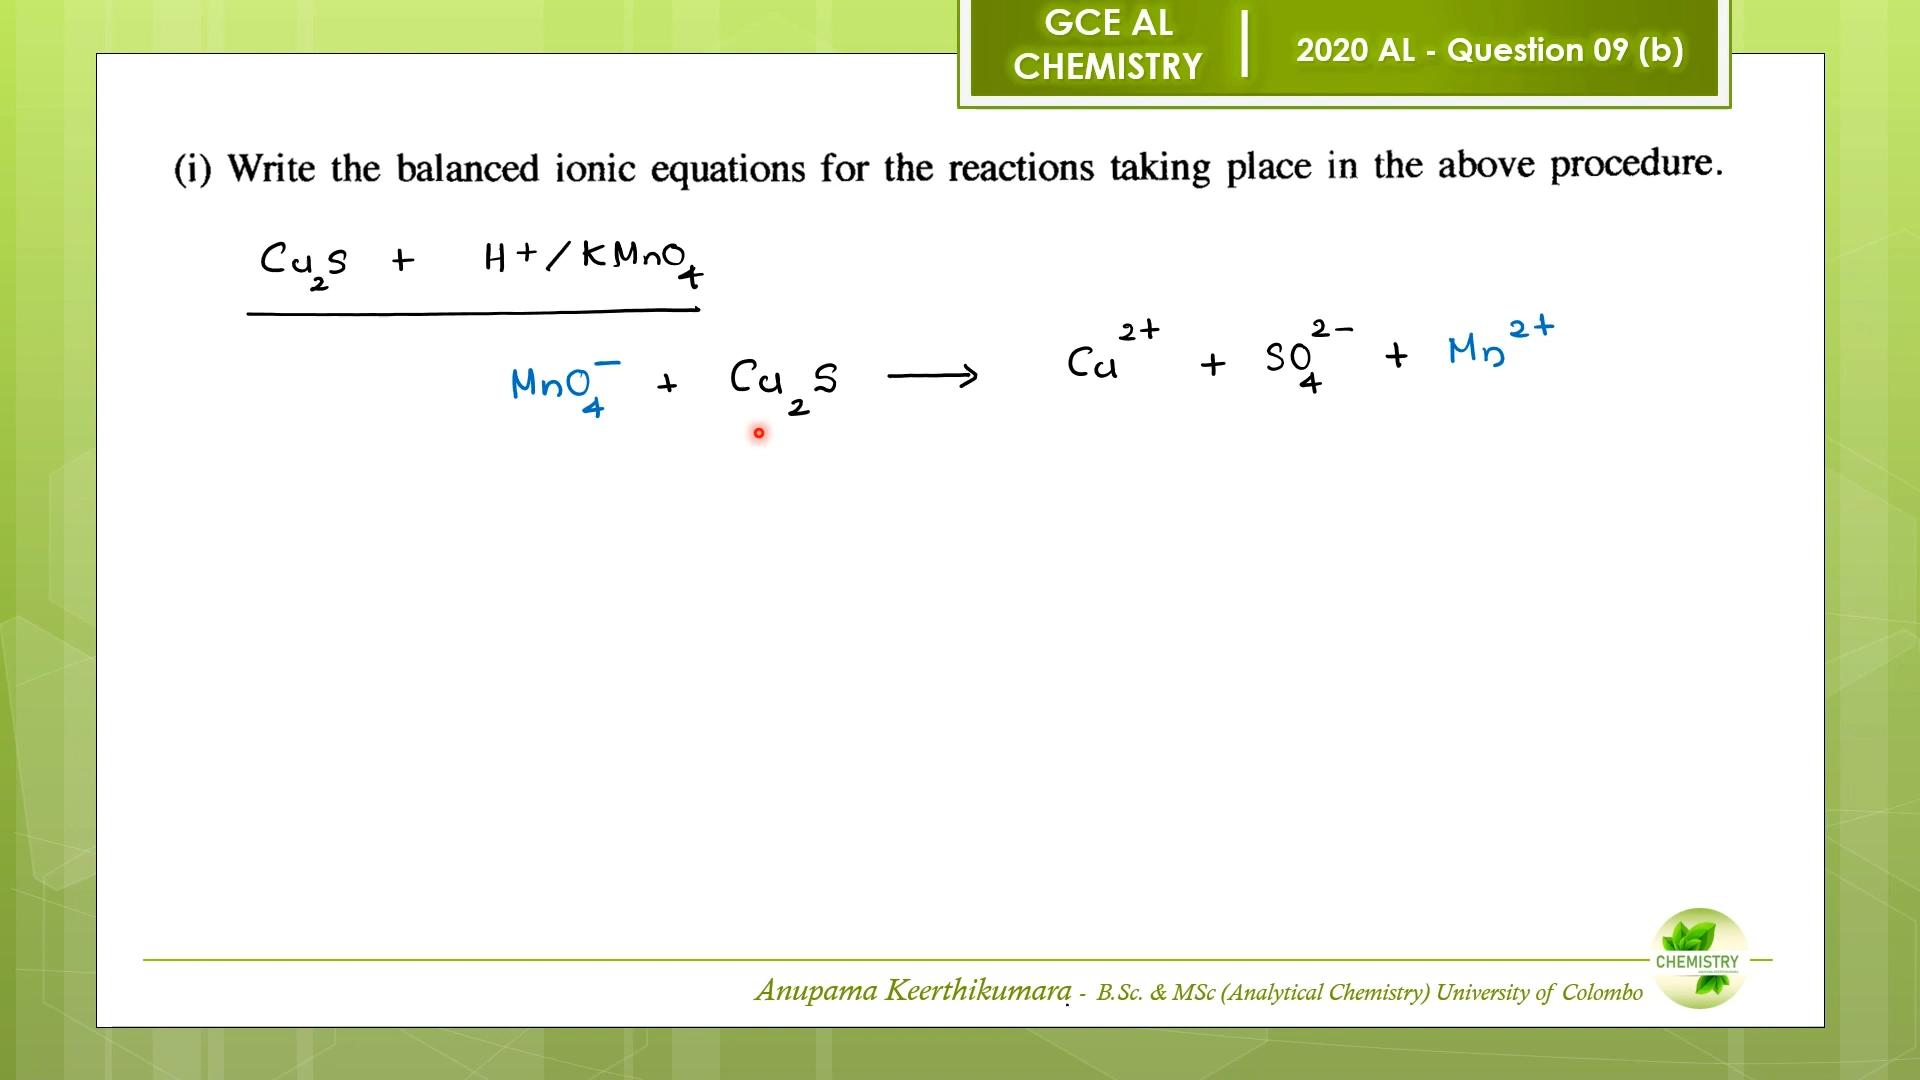 GCE AL
CHEMISTRY
2020 AL - Question 09 (b)
(i) Write the balanced ionic equations for the reactions taking place in the above procedure.
Cu₂S + H+/KMnO₄
MnO₄⁻ + Cu₂S ⟶ Cu²⁺ + SO₄²⁻ + Mn²⁺
CHEMISTRY
Anupama Keerthikumara - B.Sc. & MSc (Analytical Chemistry) University of Colombo